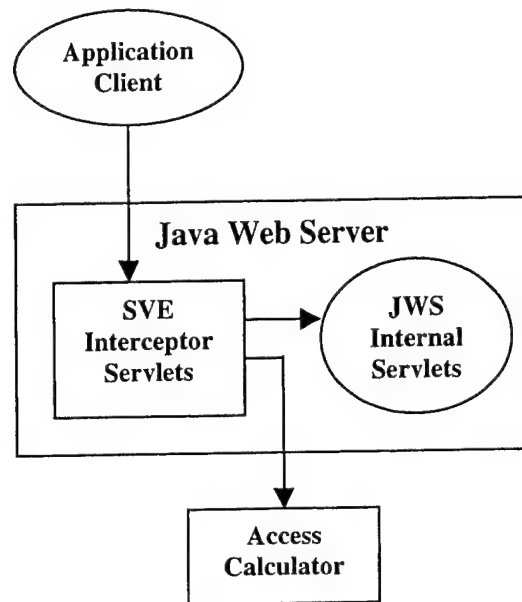 Application
Client
Java Web Server
SVE
Interceptor
Servlets
JWS
Internal
Servlets
Access
Calculator